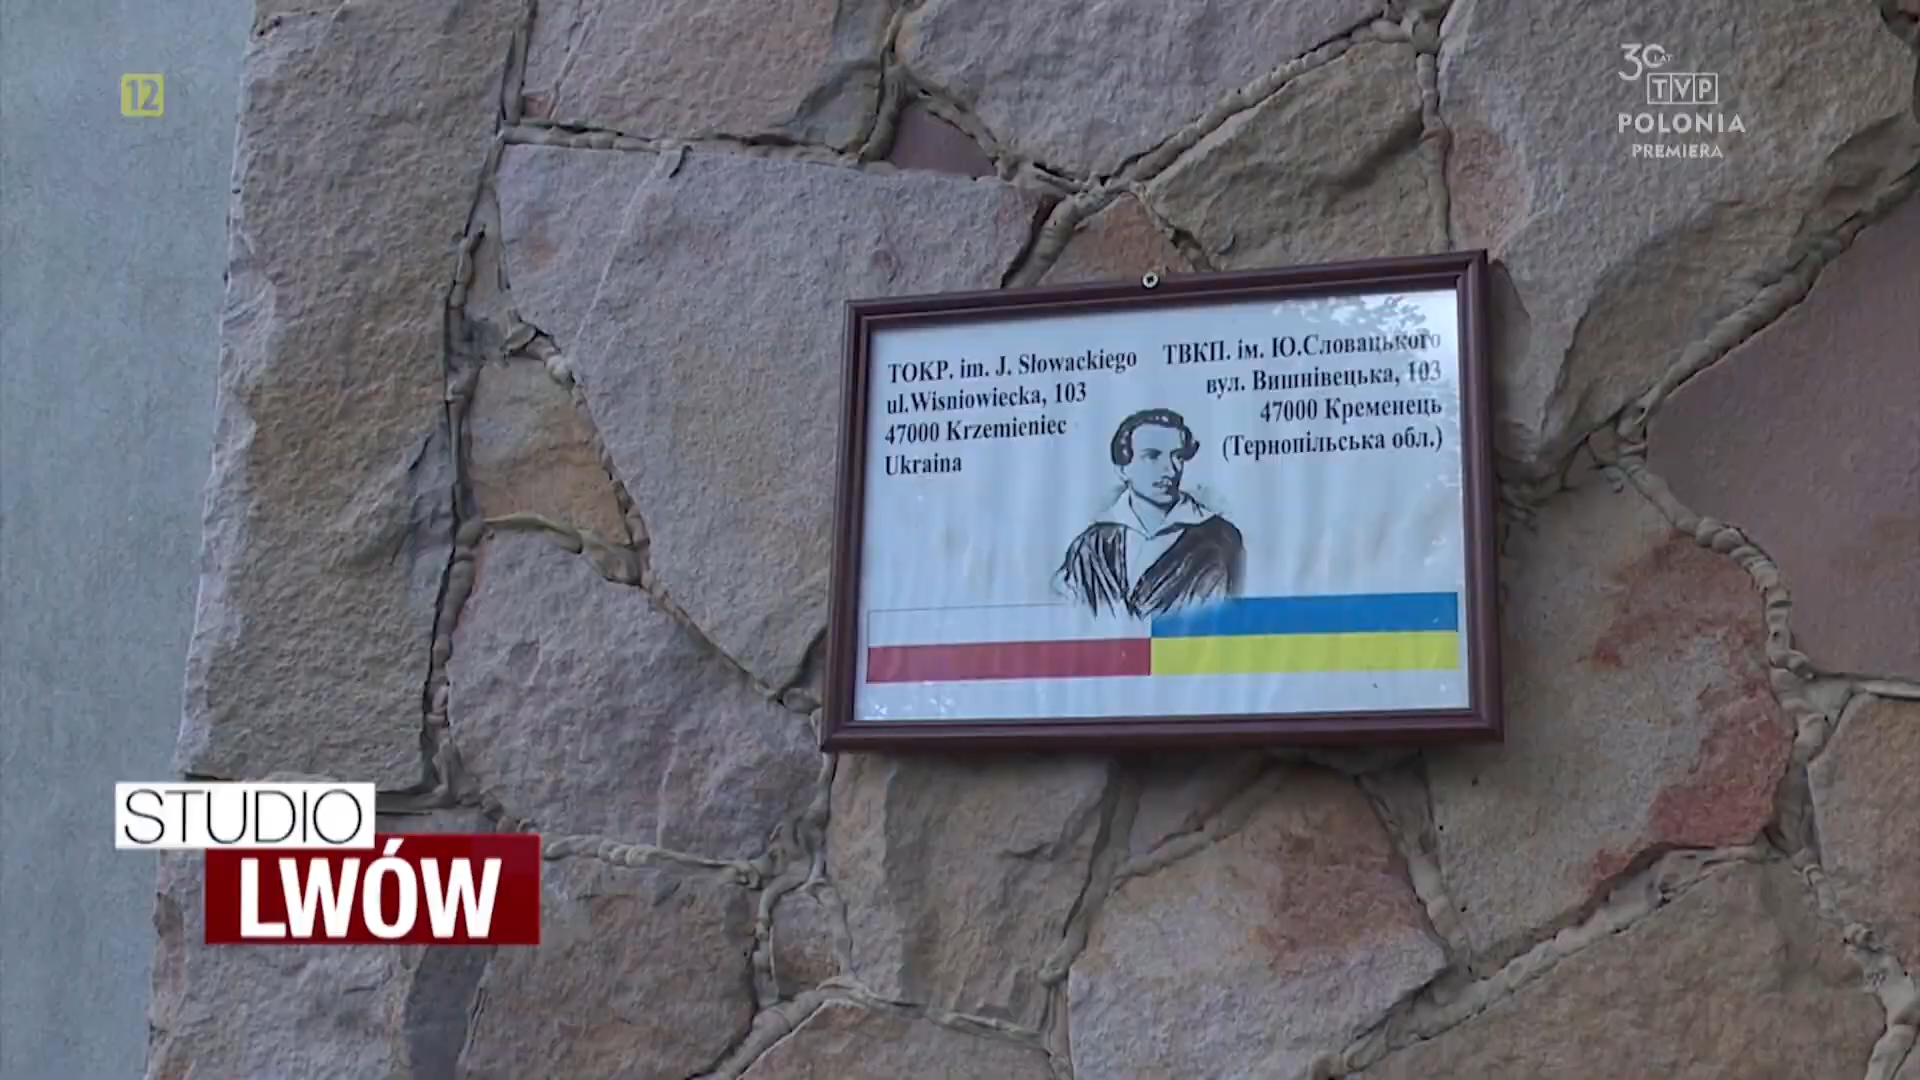 12
30 LAT
TVP
POLONIA
PREMIERA
TOKP. im. J. Słowackiego
ul.Wisniowiecka, 103
47000 Krzemieniec
Ukraina
ТВКП. ім. Ю.Словацького
вул. Вишнівецька, 103
47000 Кременець
(Тернопільська обл.)
STUDIO
LWÓW